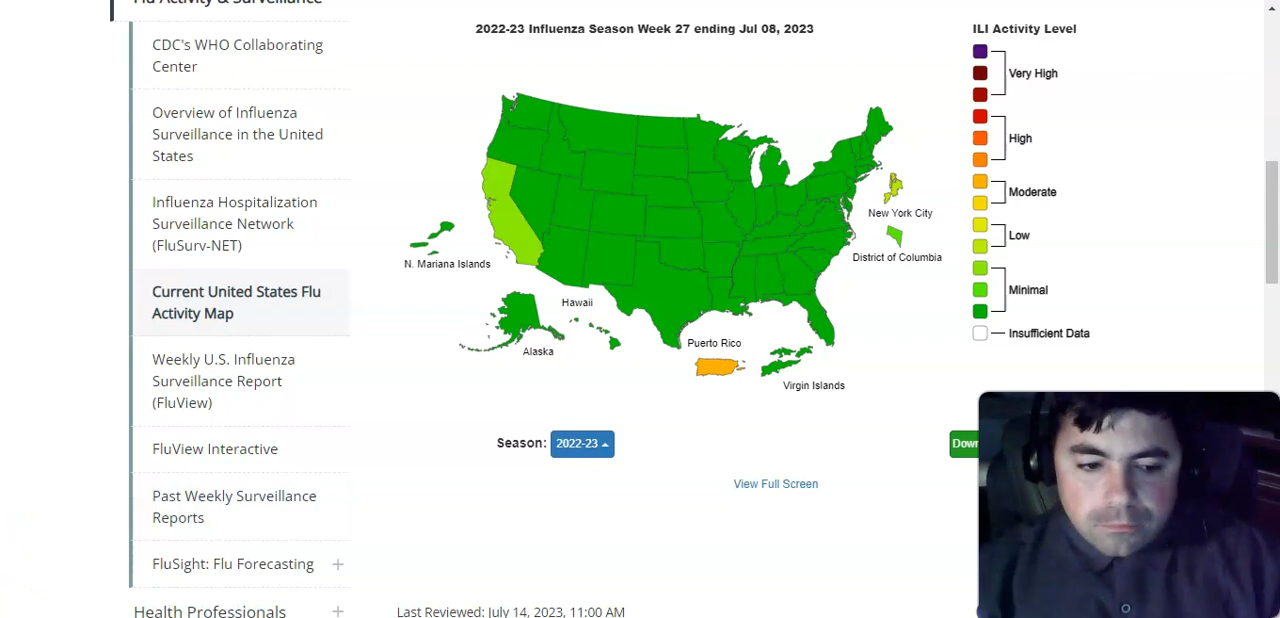 Flu Activity & Surveillance
CDC's WHO Collaborating
Center
Overview of Influenza
Surveillance in the United
States
Influenza Hospitalization
Surveillance Network
(FluSurv-NET)
Current United States Flu
Activity Map
Weekly U.S. Influenza
Surveillance Report
(FluView)
FluView Interactive
Past Weekly Surveillance
Reports
FluSight: Flu Forecasting +
Health Professionals +
2022-23 Influenza Season Week 27 ending Jul 08, 2023
New York City
District of Columbia
N. Mariana Islands
Hawaii
Alaska
Puerto Rico
Virgin Islands
ILI Activity Level
Very High
High
Moderate
Low
Minimal
Insufficient Data
Season: 2022-23
Down
View Full Screen
Last Reviewed: July 14, 2023, 11:00 AM